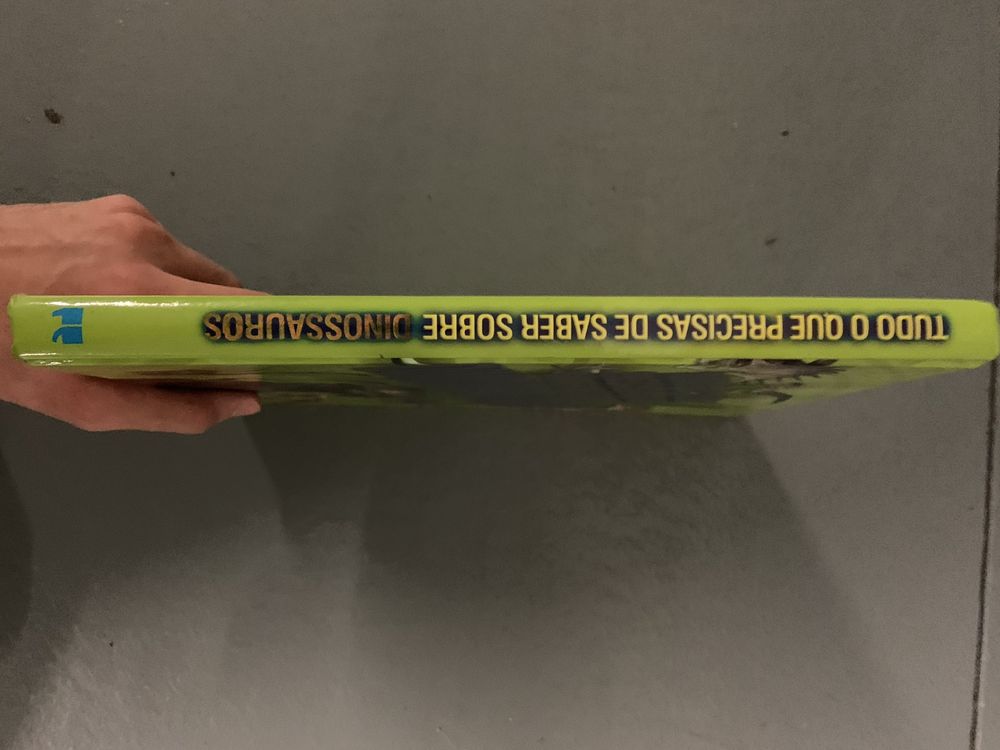 TUDO O QUE PRECISAS DE SABER SOBRE DINOSSAUROS